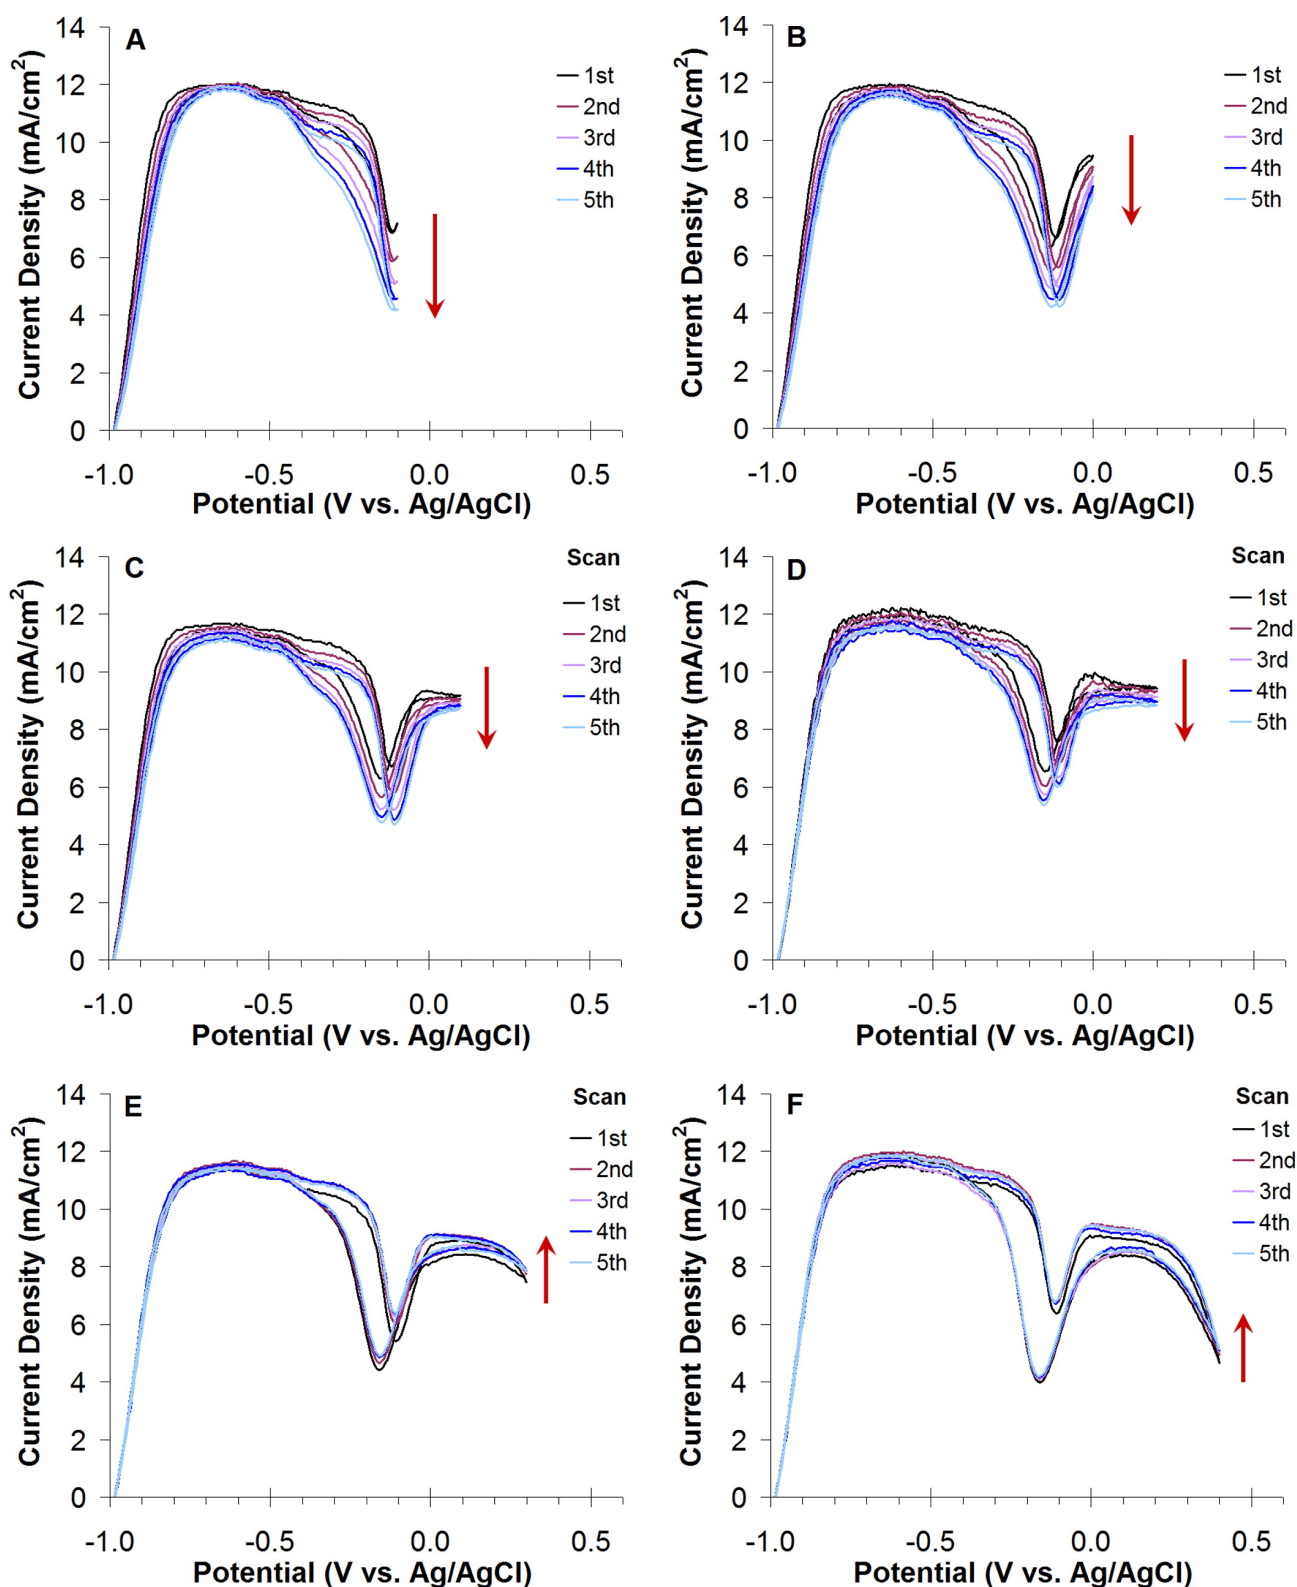 A
Current Density (mA/cm²)
14
12
10
8
6
4
2
0
-1.0
-0.5
0.0
0.5
Potential (V vs. Ag/AgCl)
1st
2nd
3rd
4th
5th
B
Current Density (mA/cm²)
14
12
10
8
6
4
2
0
-1.0
-0.5
0.0
0.5
Potential (V vs. Ag/AgCl)
1st
2nd
3rd
4th
5th
C
Current Density (mA/cm²)
14
12
10
8
6
4
2
0
-1.0
-0.5
0.0
0.5
Potential (V vs. Ag/AgCl)
Scan
1st
2nd
3rd
4th
5th
D
Current Density (mA/cm²)
14
12
10
8
6
4
2
0
-1.0
-0.5
0.0
0.5
Potential (V vs. Ag/AgCl)
Scan
1st
2nd
3rd
4th
5th
E
Current Density (mA/cm²)
14
12
10
8
6
4
2
0
-1.0
-0.5
0.0
0.5
Potential (V vs. Ag/AgCl)
Scan
1st
2nd
3rd
4th
5th
F
Current Density (mA/cm²)
14
12
10
8
6
4
2
0
-1.0
-0.5
0.0
0.5
Potential (V vs. Ag/AgCl)
Scan
1st
2nd
3rd
4th
5th